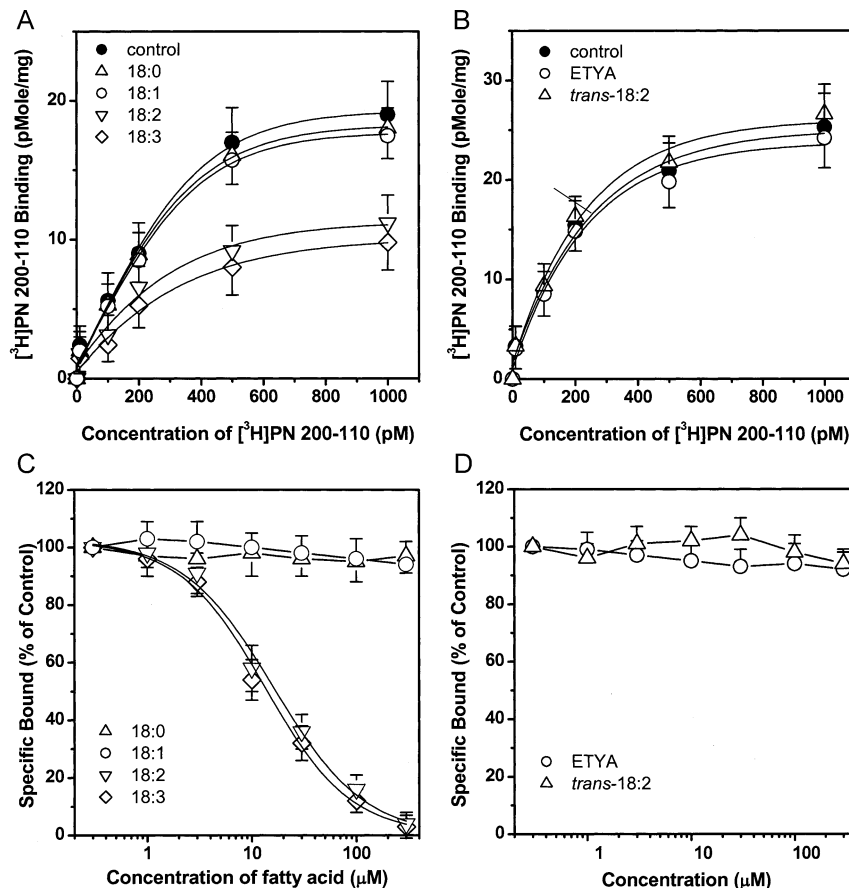 A
[³H]PN 200-110 Binding (pMole/mg)
20
10
0
control
18:0
18:1
18:2
18:3
0 200 400 600 800 1000
Concentration of [³H]PN 200-110 (pM)
B
[³H]PN 200-110 Binding (pMole/mg)
30
20
10
0
control
ETYA
trans-18:2
0 200 400 600 800 1000
Concentration of [³H]PN 200-110 (pM)
C
Specific Bound (% of Control)
120
100
80
60
40
20
0
18:0
18:1
18:2
18:3
1 10 100
Concentration of fatty acid (μM)
D
Specific Bound (% of Control)
120
100
80
60
40
20
0
ETYA
trans-18:2
1 10 100
Concentration (μM)